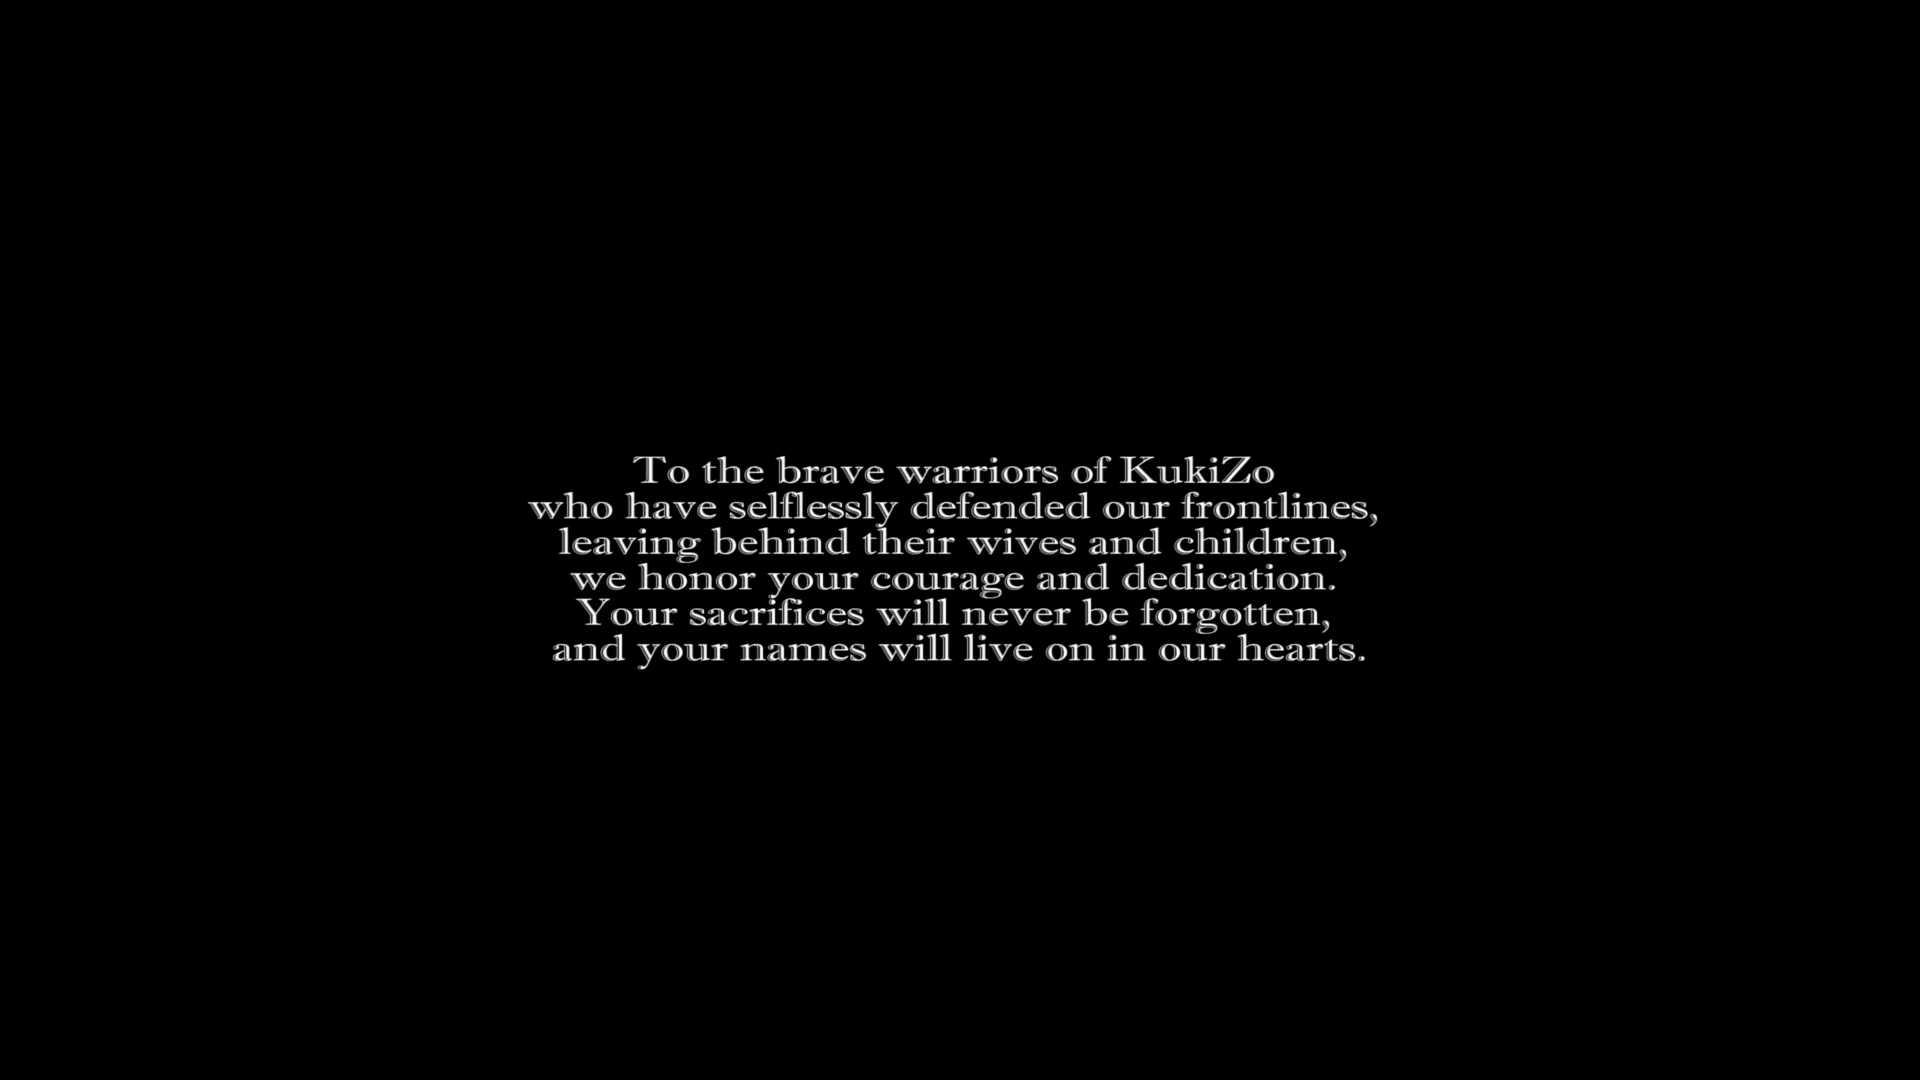 To the brave warriors of KukiZo
who have selflessly defended our frontlines,
leaving behind their wives and children,
we honor your courage and dedication.
Your sacrifices will never be forgotten,
and your names will live on in our hearts.